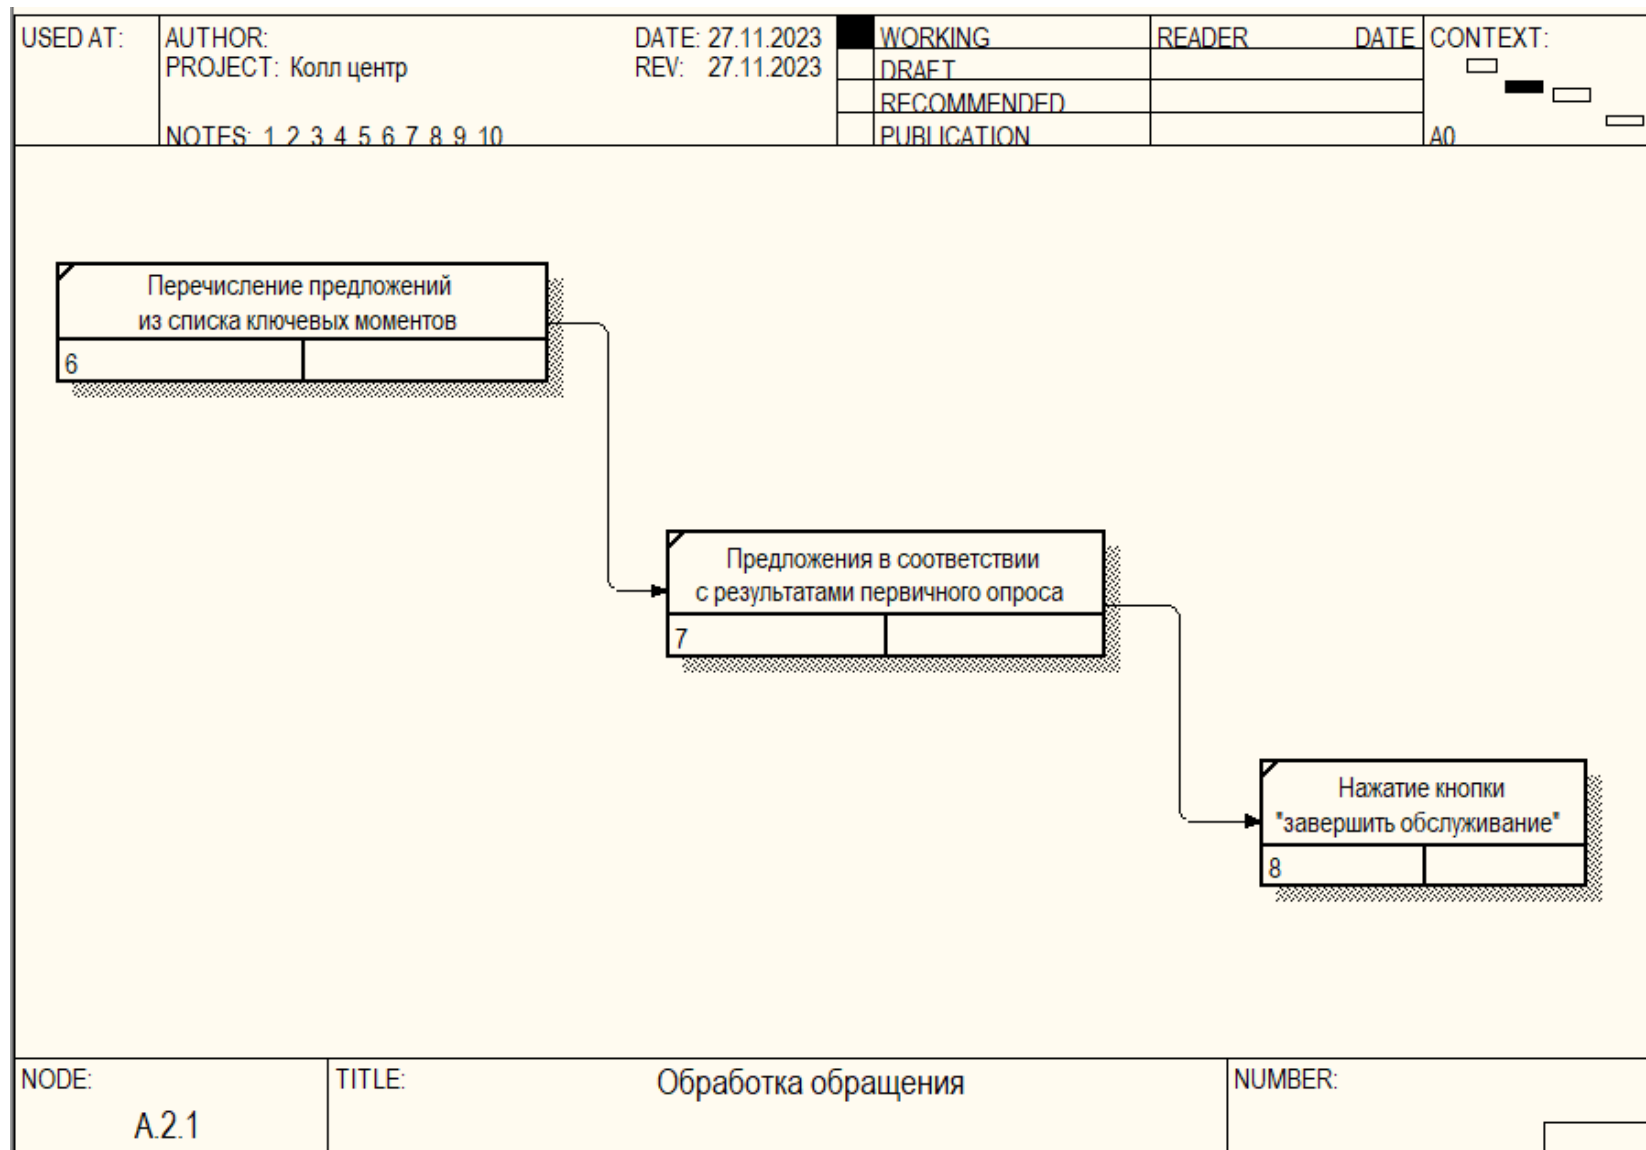 USED AT:
AUTHOR:
DATE: 27.11.2023
PROJECT: Колл центр
REV: 27.11.2023
NOTES: 1 2 3 4 5 6 7 8 9 10
WORKING
DRAFT
RECOMMENDED
PUBLICATION
READER DATE
CONTEXT:
A0
Перечисление предложений
из списка ключевых моментов
6
Предложения в соответствии
с результатами первичного опроса
7
Нажатие кнопки
"завершить обслуживание"
8
NODE:
A.2.1
TITLE:
Обработка обращения
NUMBER: